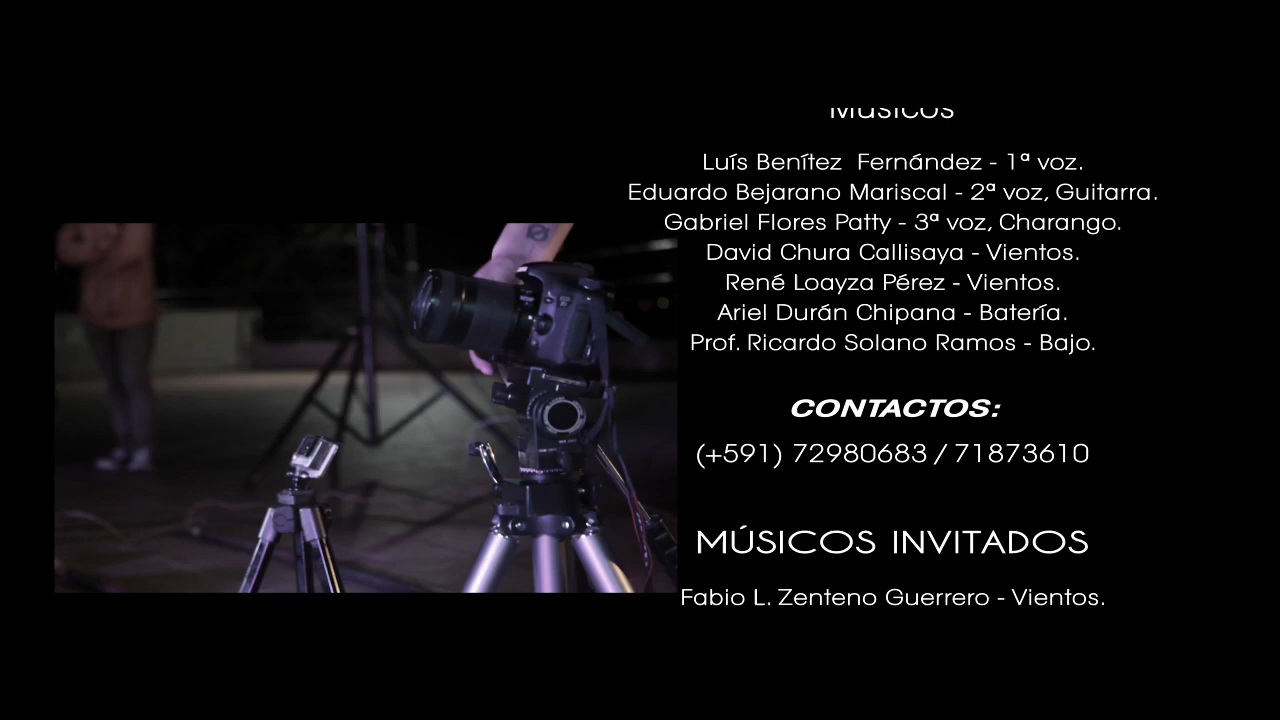 Músicos
Luís Benítez Fernández - 1ª voz.
Eduardo Bejarano Mariscal - 2ª voz, Guitarra.
Gabriel Flores Patty - 3ª voz, Charango.
David Chura Callisaya - Vientos.
René Loayza Pérez - Vientos.
Ariel Durán Chipana - Batería.
Prof. Ricardo Solano Ramos - Bajo.
CONTACTOS:
(+591) 72980683 / 71873610
MÚSICOS INVITADOS
Fabio L. Zenteno Guerrero - Vientos.